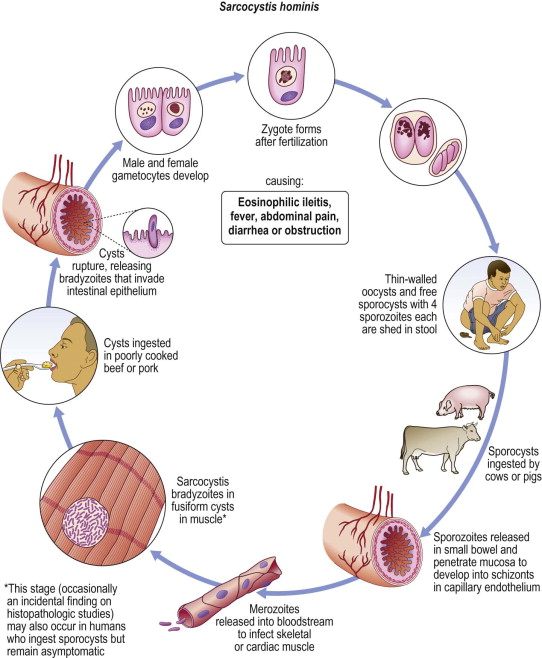 Sarcocystis hominis
Zygote forms
after fertilization
Male and female
gametocytes develop
causing:
Eosinophilic ileitis,
fever, abdominal pain,
diarrhea or obstruction
Cysts
rupture, releasing
bradyzoites that invade
intestinal epithelium
Thin-walled
oocysts and free
sporocysts with 4
sporozoites each
are shed in stool
Cysts ingested
in poorly cooked
beef or pork
Sporocysts
ingested by
cows or pigs
Sarcocystis
bradyzoites in
fusiform cysts
in muscle*
Sporozoites released
in small bowel and
penetrate mucosa to
develop into schizonts
in capillary endothelium
Merozoites
released into bloodstream
to infect skeletal
or cardiac muscle
*This stage (occasionally
an incidental finding on
histopathologic studies)
may also occur in humans
who ingest sporocysts but
remain asymptomatic